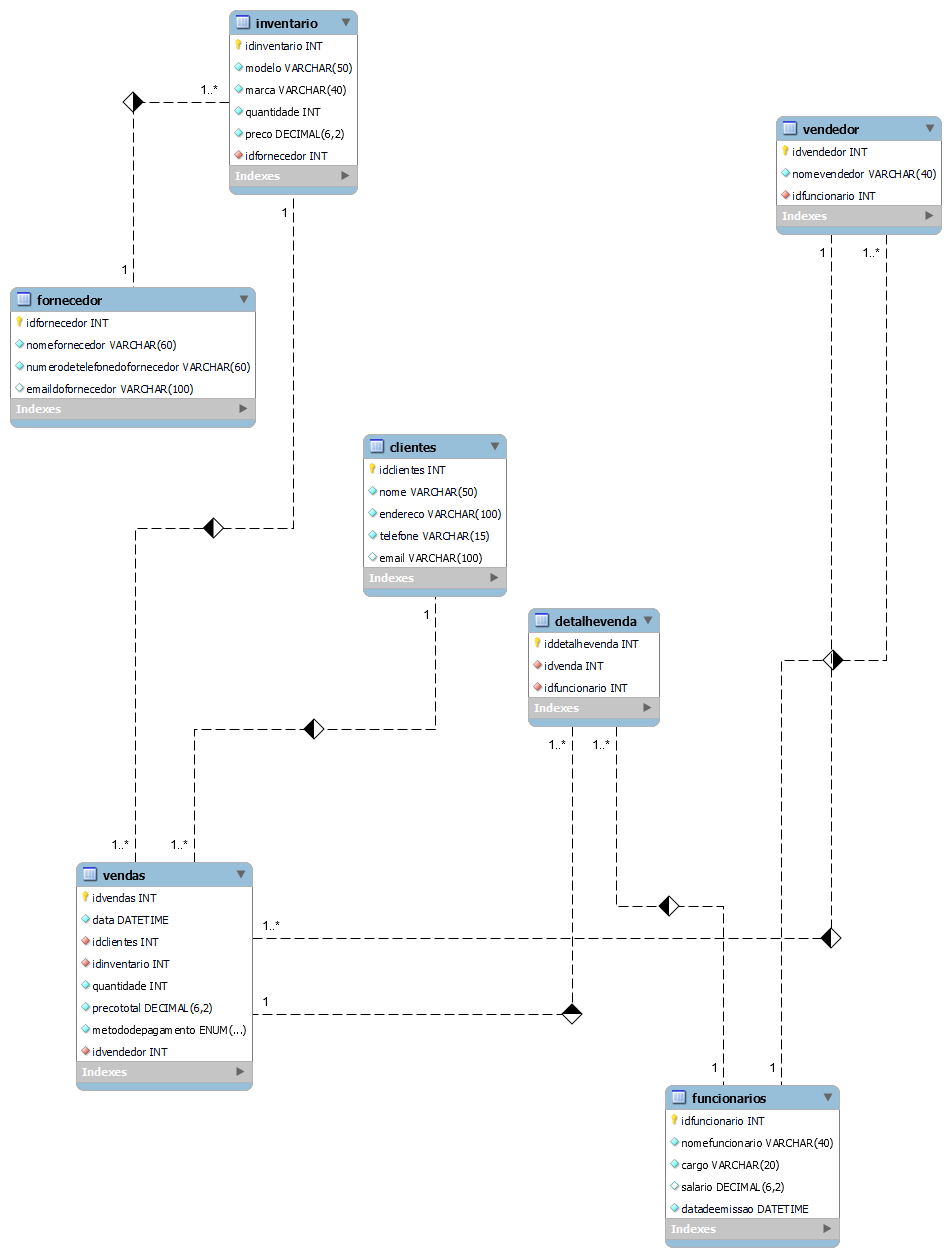 inventario
idinventario INT
modelo VARCHAR(50)
marca VARCHAR(40)
quantidade INT
preco DECIMAL(6,2)
idfornecedor INT
Indexes
1..*
1
1
fornecedor
idfornecedor INT
nomefornecedor VARCHAR(60)
numerodetelefonedofornecedor VARCHAR(60)
emaildofornecedor VARCHAR(100)
Indexes
vendedor
idvendedor INT
nomevendedor VARCHAR(40)
idfuncionario INT
Indexes
1
1..*
clientes
idclientes INT
nome VARCHAR(50)
endereco VARCHAR(100)
telefone VARCHAR(15)
email VARCHAR(100)
Indexes
1
detalhevenda
iddetalhevenda INT
idvenda INT
idfuncionario INT
Indexes
1..*
1..*
1..*
1..*
vendas
idvendas INT
data DATETIME
idclientes INT
idinventario INT
quantidade INT
precototal DECIMAL(6,2)
metododepagamento ENUM(...)
idvendedor INT
Indexes
1..*
1
1
1
funcionarios
idfuncionario INT
nomefuncionario VARCHAR(40)
cargo VARCHAR(20)
salario DECIMAL(6,2)
datadeemissao DATETIME
Indexes